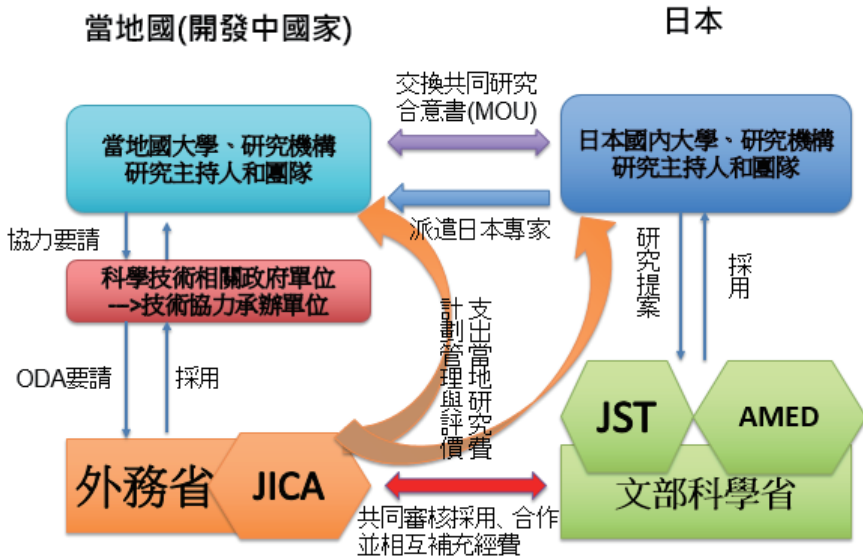 當地國(開發中國家)
日本
交換共同研究
合意書(MOU)
當地國大學、研究機構
研究主持人和團隊
日本國內大學、研究機構
研究主持人和團隊
派遣日本專家
協力要請
科學技術相關政府單位
--->技術協力承辦單位
支出當地研究費
計劃管理與評價
研究提案
採用
ODA要請
採用
JST
AMED
外務省
JICA
文部科學省
共同審核採用、合作
並相互補充經費